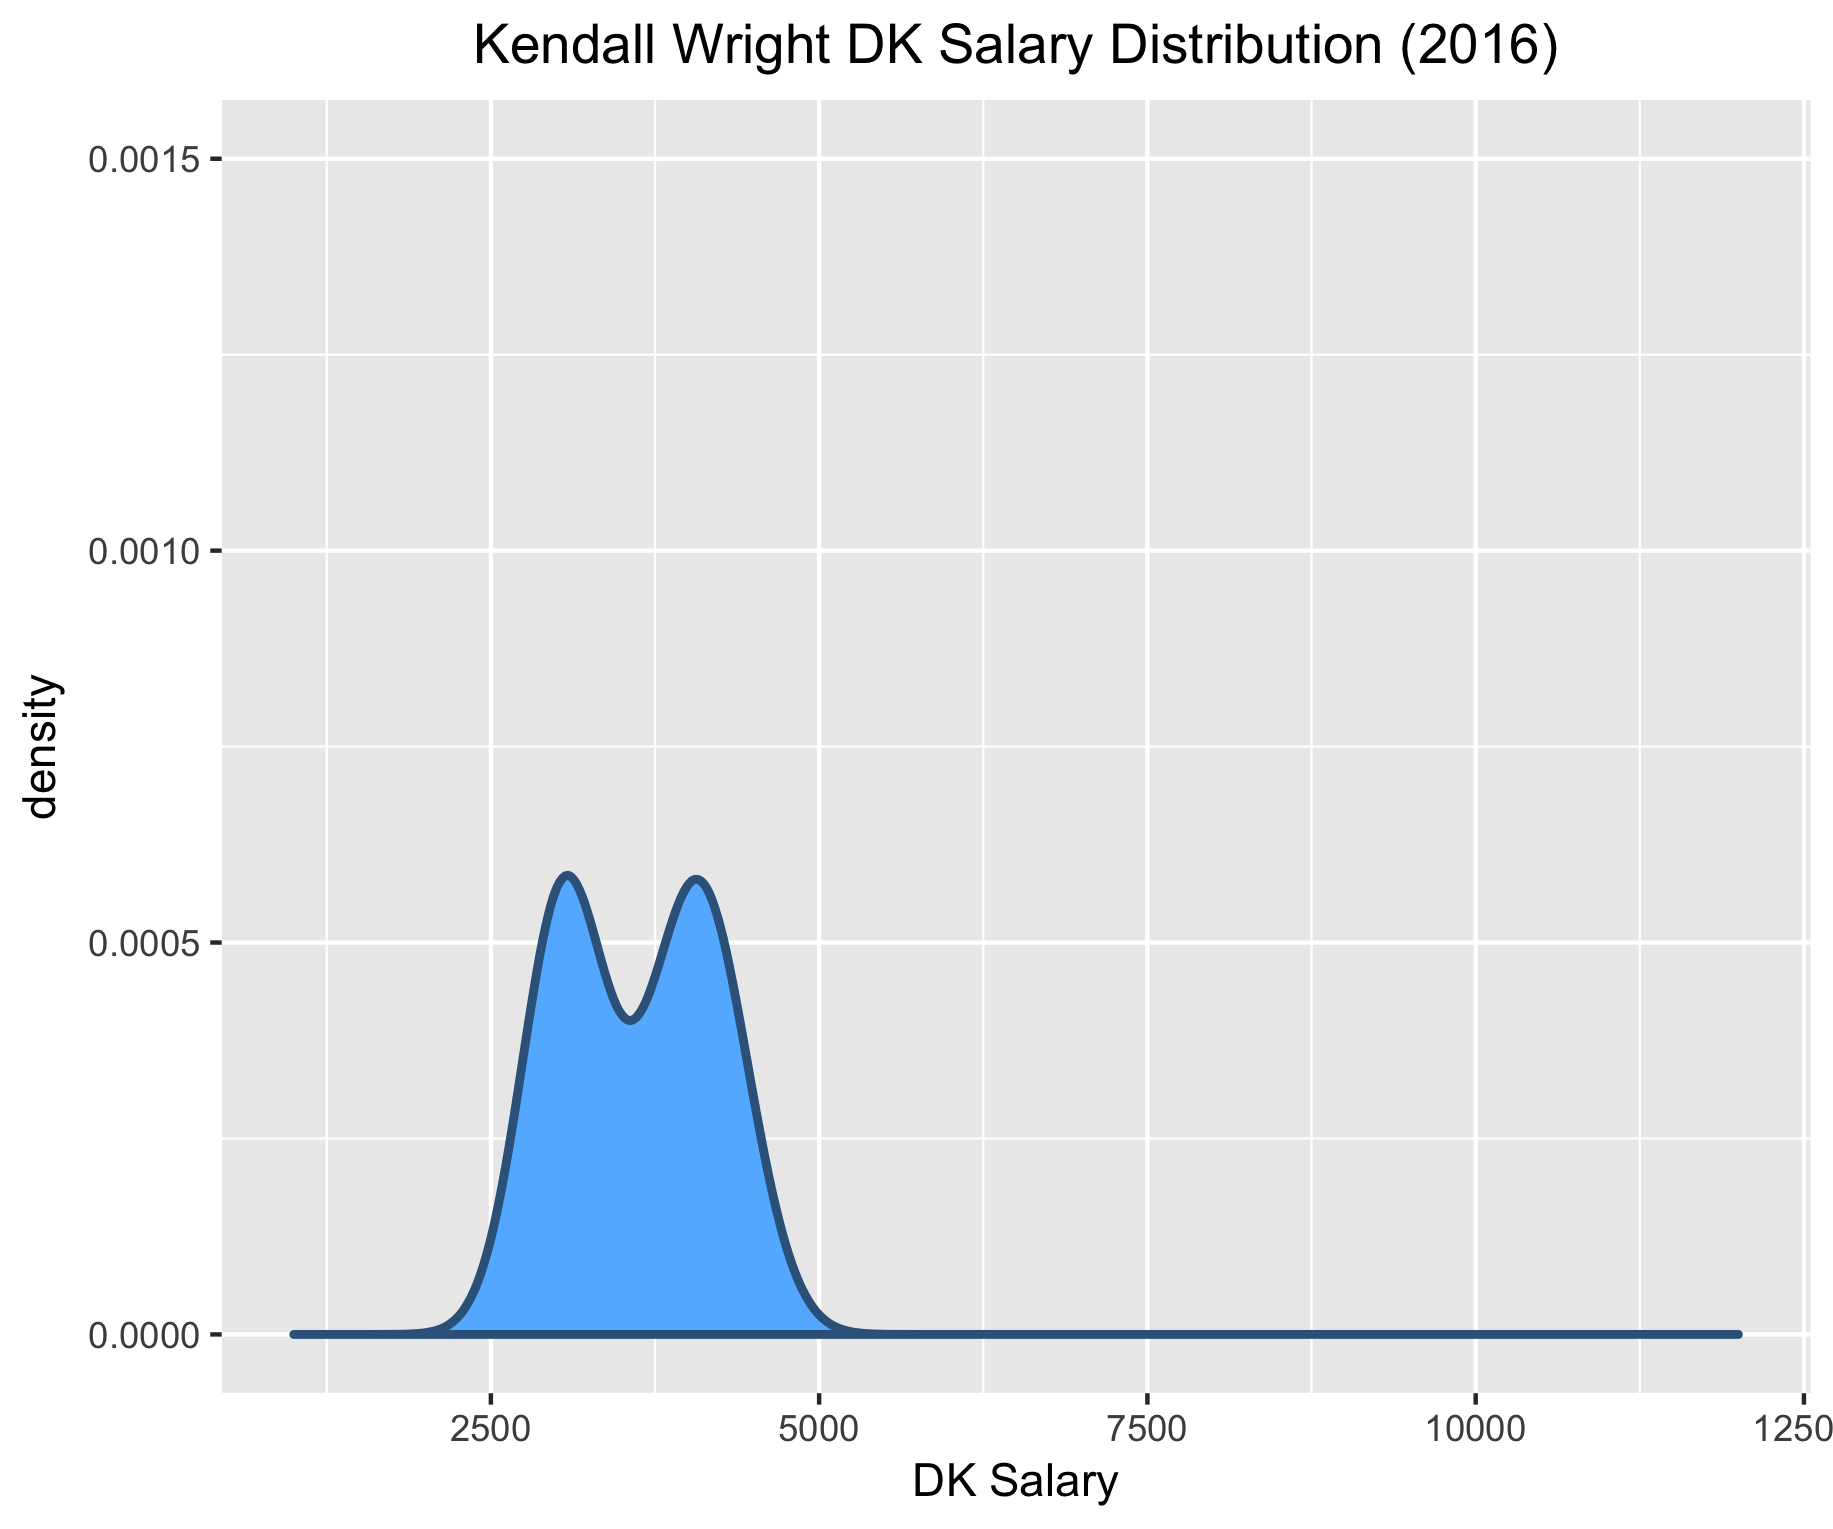 Kendall Wright DK Salary Distribution (2016)
0.0015
0.0010
0.0005
0.0000
density
2500 5000 7500 10000 1250
DK Salary